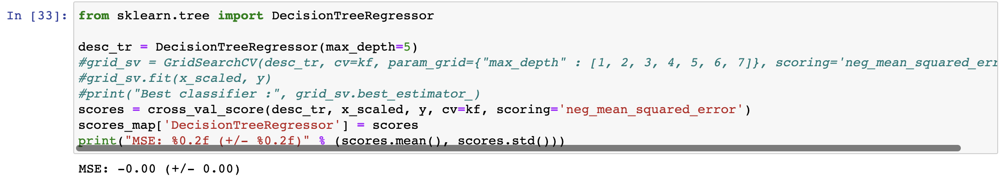 In [33]: from sklearn.tree import DecisionTreeRegressor
desc_tr = DecisionTreeRegressor(max_depth=5)
#grid_sv = GridSearchCV(desc_tr, cv=kf, param_grid={"max_depth" : [1, 2, 3, 4, 5, 6, 7]}, scoring='neg_mean_squared_err
#grid_sv.fit(x_scaled, y)
#print("Best classifier :", grid_sv.best_estimator_)
scores = cross_val_score(desc_tr, x_scaled, y, cv=kf, scoring='neg_mean_squared_error')
scores_map['DecisionTreeRegressor'] = scores
print("MSE: %0.2f (+/- %0.2f)" % (scores.mean(), scores.std()))
MSE: -0.00 (+/- 0.00)